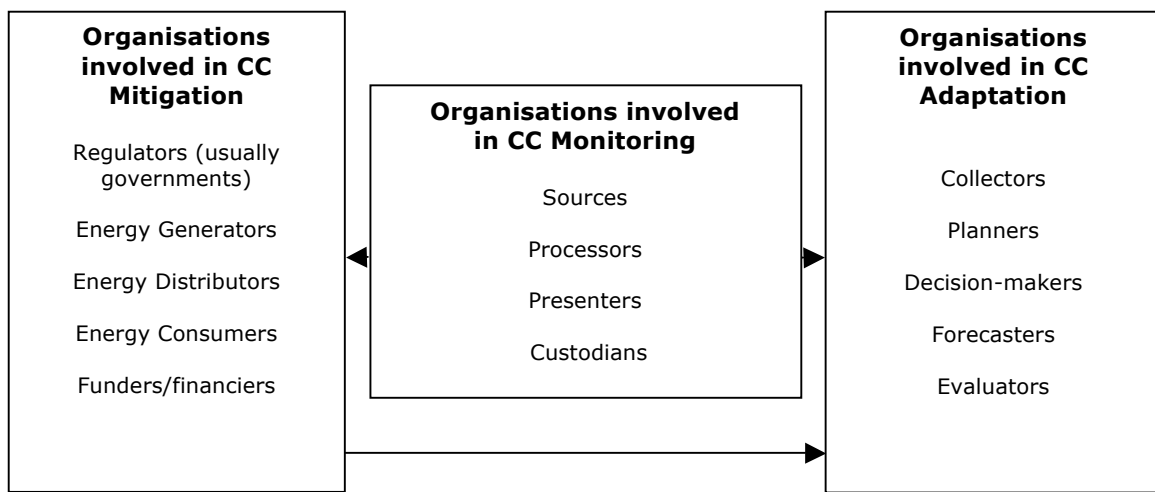 Organisations
involved in CC
Mitigation
Regulators (usually
governments)
Energy Generators
Energy Distributors
Energy Consumers
Funders/financiers
Organisations involved
in CC Monitoring
Sources
Processors
Presenters
Custodians
Organisations
involved in CC
Adaptation
Collectors
Planners
Decision-makers
Forecasters
Evaluators